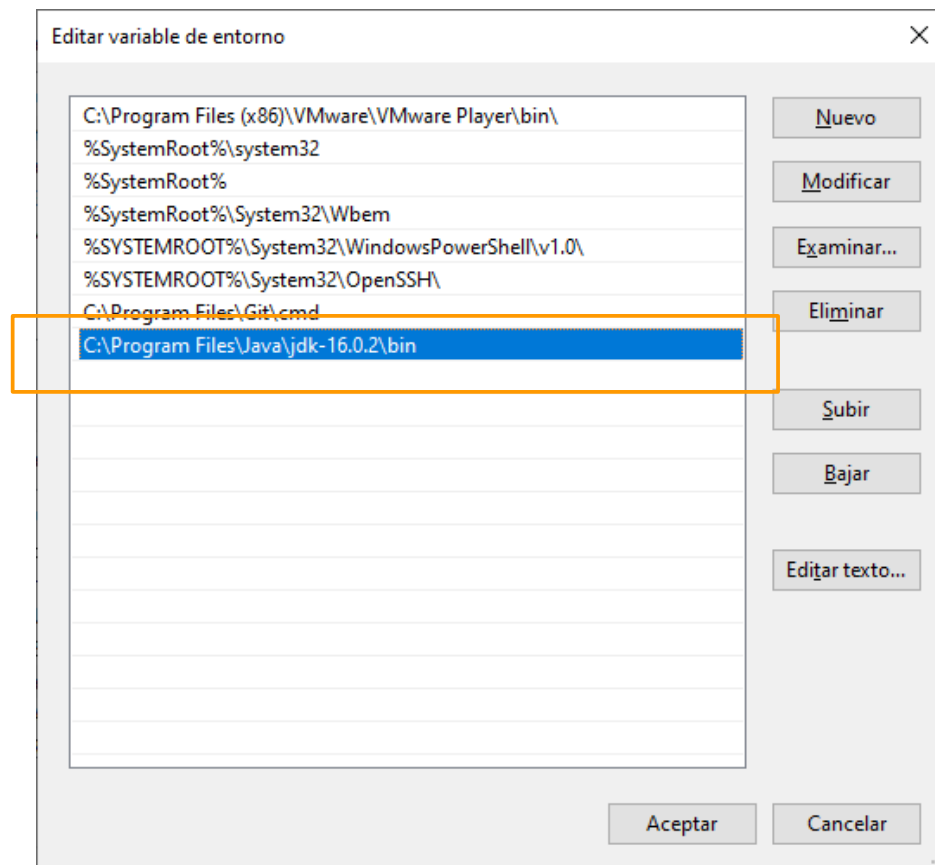 Editar variable de entorno
C:\Program Files (x86)\VMware\VMware Player\bin\
%SystemRoot%\system32
%SystemRoot%
%SystemRoot%\System32\Wbem
%SYSTEMROOT%\System32\WindowsPowerShell\v1.0\
%SYSTEMROOT%\System32\OpenSSH\
C:\Program Files\Git\cmd
C:\Program Files\Java\jdk-16.0.2\bin
Nuevo
Modificar
Examinar...
Eliminar
Subir
Bajar
Editar texto...
Aceptar
Cancelar